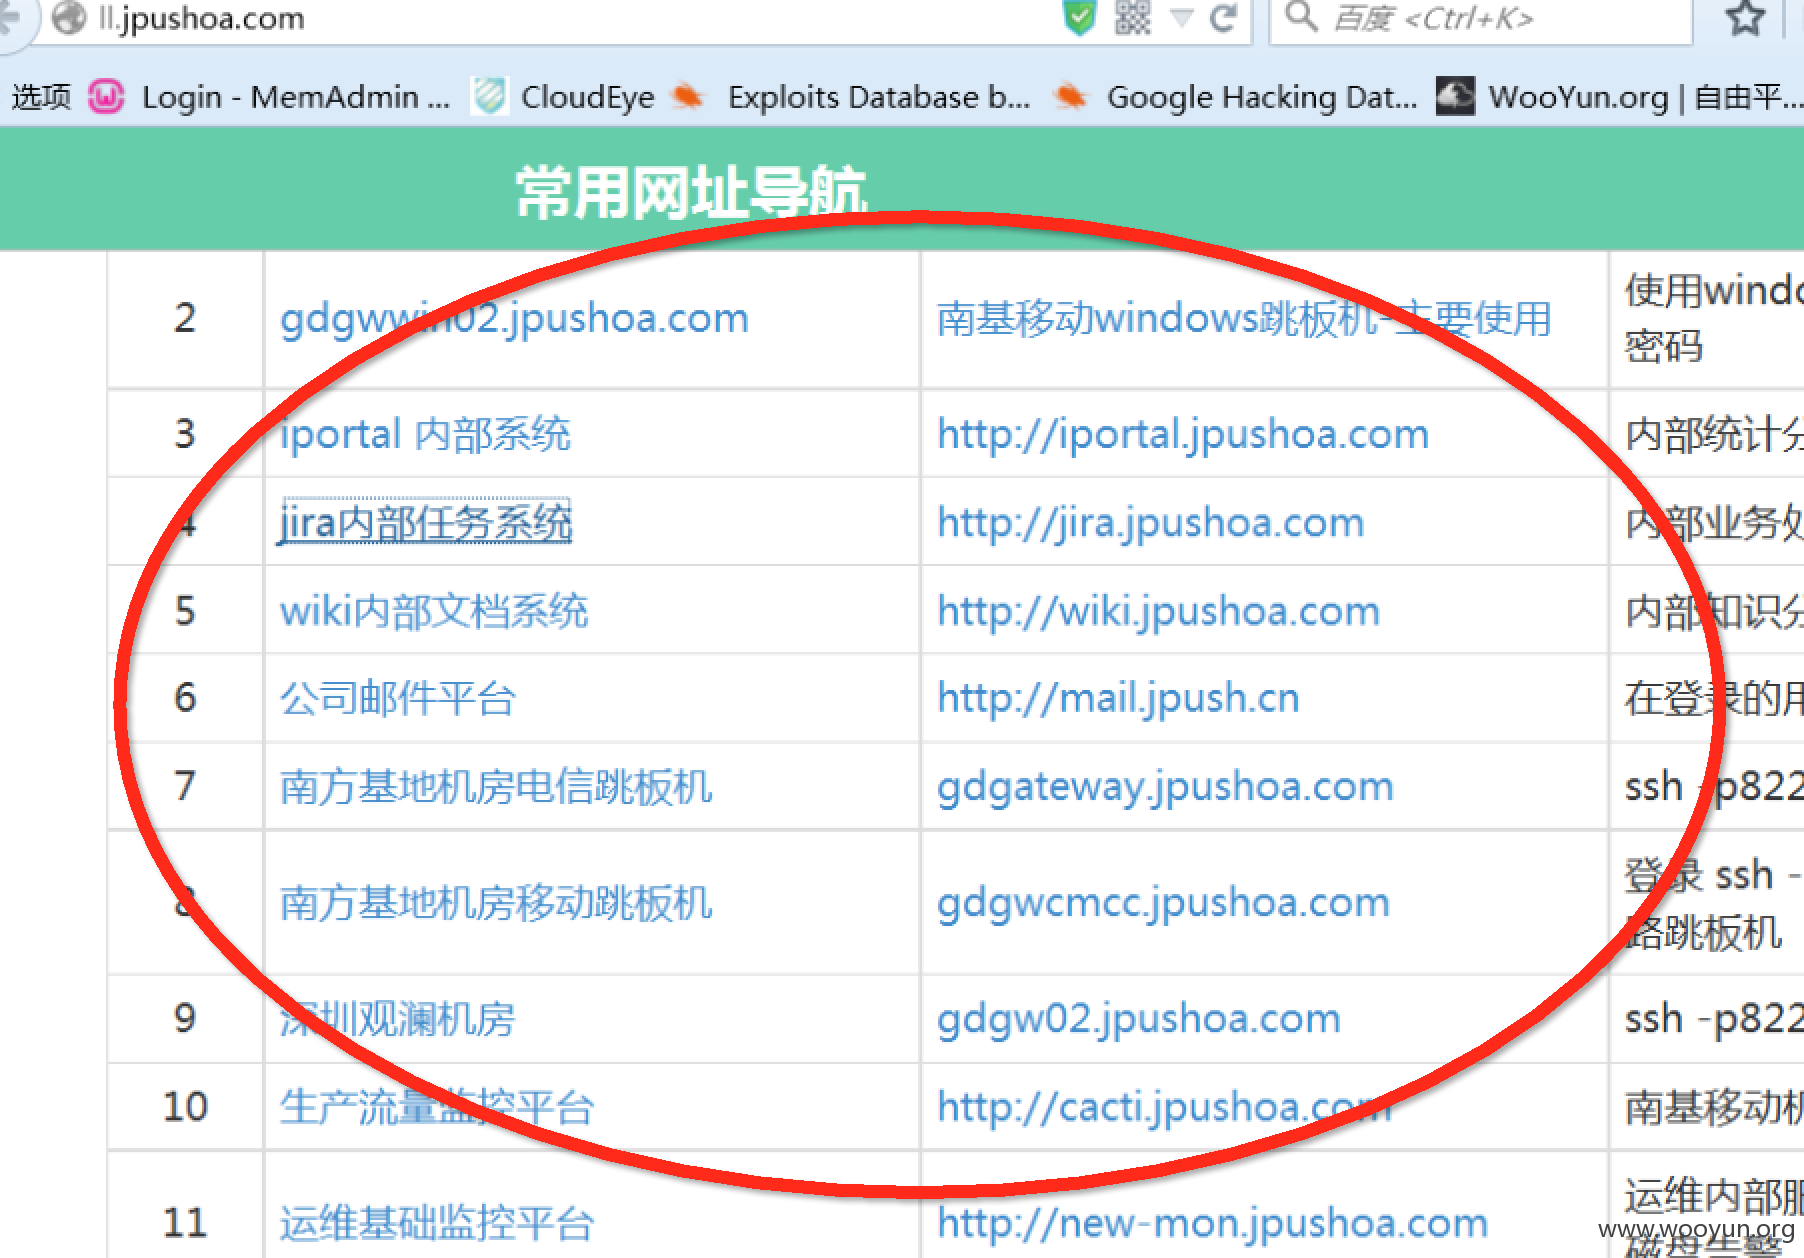 ll.jpushoa.com
百度 <Ctrl+K>
选项 Login - MemAdmin ... CloudEye Exploits Database b... Google Hacking Dat... WooYun.org | 自由平...
常用网址导航
2 gdgwwin02.jpushoa.com 南基移动windows跳板机-主要使用 使用windo
密码
3 iportal 内部系统 http://iportal.jpushoa.com 内部统计分
4 jira内部任务系统 http://jira.jpushoa.com 内部业务处
5 wiki内部文档系统 http://wiki.jpushoa.com 内部知识分
6 公司邮件平台 http://mail.jpush.cn 在登录的用
7 南方基地机房电信跳板机 gdgateway.jpushoa.com ssh -p822
8 南方基地机房移动跳板机 gdgwcmcc.jpushoa.com 登录 ssh -
路跳板机
9 深圳观澜机房 gdgw02.jpushoa.com ssh -p822
10 生产流量监控平台 http://cacti.jpushoa.com 南基移动机
11 运维基础监控平台 http://new-mon.jpushoa.com 运维内部服
磁盘告警
www.wooyun.org